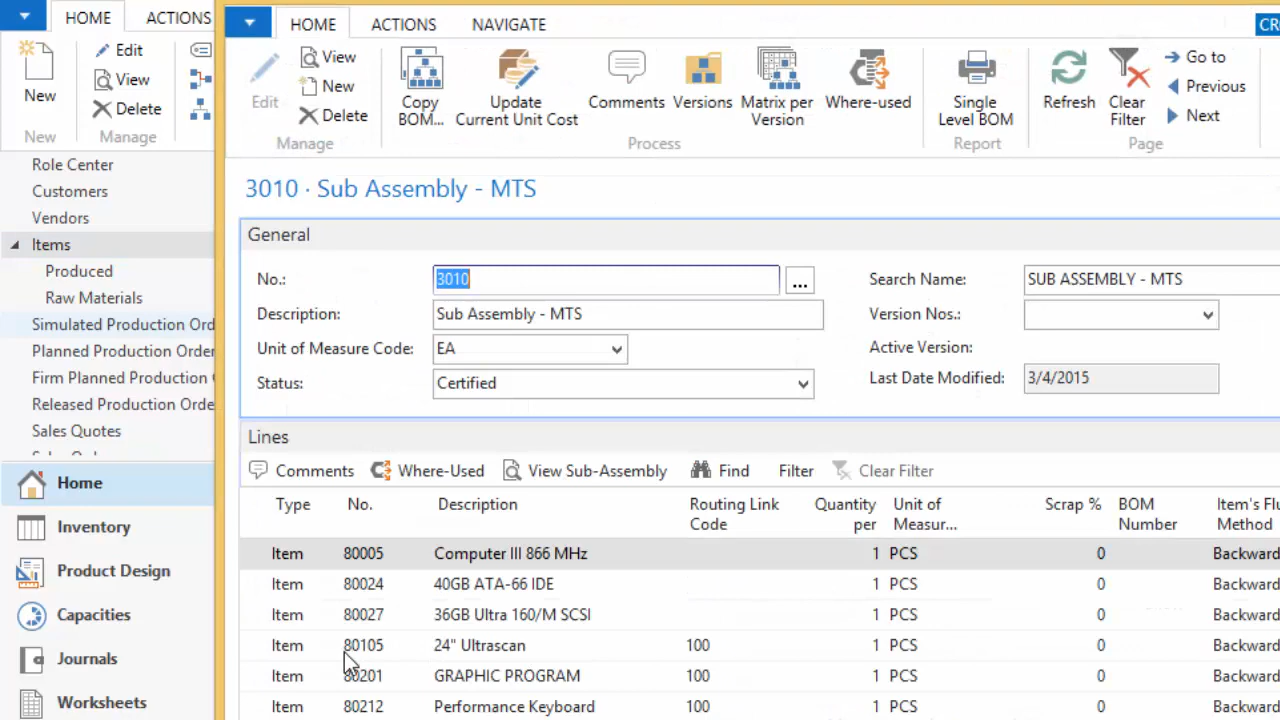 HOME ACTIONS
New
Edit
View
Delete
New Manage
Role Center
Customers
Vendors
Items
Produced
Raw Materials
Simulated Production Ord
Planned Production Order
Firm Planned Production
Released Production Orde
Sales Quotes
Home
Inventory
Product Design
Capacities
Journals
Worksheets
HOME ACTIONS NAVIGATE CR
Edit
View
New
Delete
Manage
Copy
BOM...
Update
Current Unit Cost
Comments
Versions
Matrix per
Version
Where-used
Process
Single
Level BOM
Report
Refresh
Clear
Filter
Go to
Previous
Next
Page
3010 · Sub Assembly - MTS
General
No.: 3010 ... Search Name: SUB ASSEMBLY - MTS
Description: Sub Assembly - MTS Version Nos.:
Unit of Measure Code: EA Active Version:
Status: Certified Last Date Modified: 3/4/2015
Lines
Comments Where-Used View Sub-Assembly Find Filter Clear Filter
Type No. Description Routing Link Code Quantity per Unit of Measur... Scrap % BOM Number Item's Flu Method
Item 80005 Computer III 866 MHz 1 PCS 0 Backward
Item 80024 40GB ATA-66 IDE 1 PCS 0 Backward
Item 80027 36GB Ultra 160/M SCSI 1 PCS 0 Backward
Item 80105 24" Ultrascan 100 1 PCS 0 Backward
Item 80201 GRAPHIC PROGRAM 100 1 PCS 0 Backward
Item 80212 Performance Keyboard 100 1 PCS 0 Backward